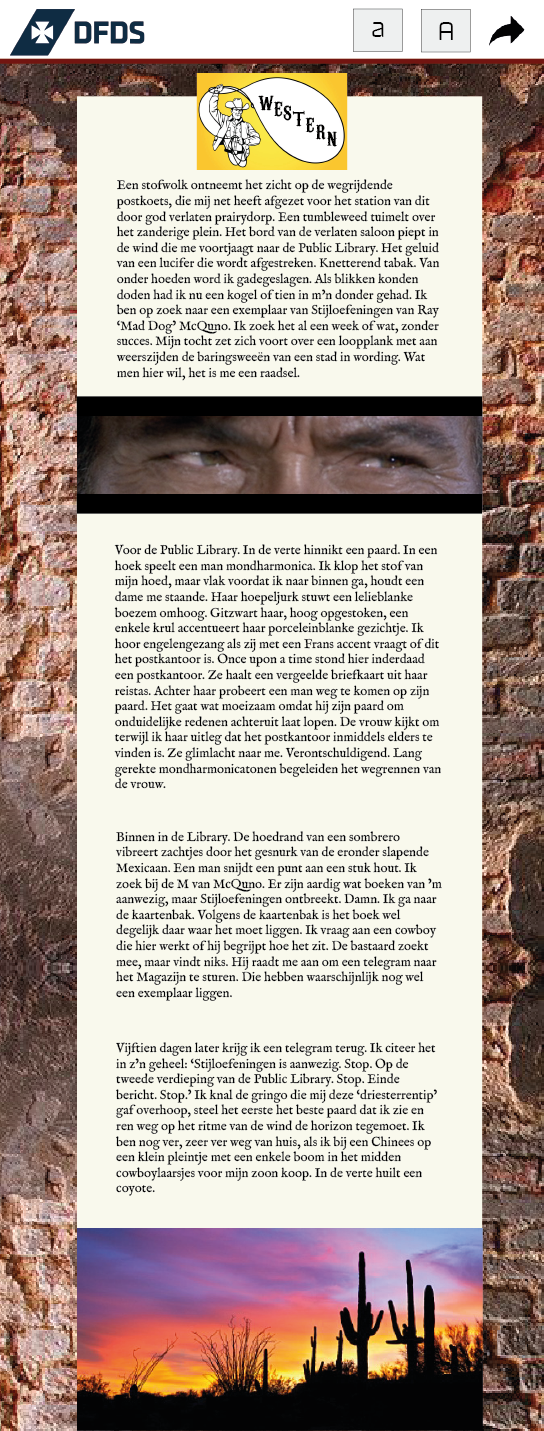 DFDS
a
A
WESTERN
Een stofwolk ontneemt het zicht op de wegrijdende
postkoets, die mij net heeft afgezet voor het station van dit
door god verlaten prairydorp. Een tumbleweed tuimelt over
het zanderige plein. Het bord van de verlaten saloon piept in
de wind die me voortjaagt naar de Public Library. Het geluid
van een lucifer die wordt afgestreken. Knetterend tabak. Van
onder hoeden word ik gadegeslagen. Als blikken konden
doden had ik nu een kogel of tien in m’n donder gehad. Ik
ben op zoek naar een exemplaar van Stijloefeningen van Ray
‘Mad Dog’ McQuno. Ik zoek het al een week of wat, zonder
succes. Mijn tocht zet zich voort over een loopplank met aan
weerszijden de baringsweeën van een stad in wording. Wat
men hier wil, het is me een raadsel.
Voor de Public Library. In de verte hinnikt een paard. In een
hoek speelt een man mondharmonica. Ik klop het stof van
mijn hoed, maar vlak voordat ik naar binnen ga, houdt een
dame me staande. Haar hoepeljurk stuwt een lelieblanke
boezem omhoog. Gitzwart haar, hoog opgestoken, een
enkele krul accentueert haar porceleinblanke gezichtje. Ik
hoor engelengezang als zij met een Frans accent vraagt of dit
het postkantoor is. Once upon a time stond hier inderdaad
een postkantoor. Ze haalt een vergeelde briefkaart uit haar
reistas. Achter haar probeert een man weg te komen op zijn
paard. Het gaat wat moeizaam omdat hij zijn paard om
onduidelijke redenen achteruit laat lopen. De vrouw kijkt om
terwijl ik haar uitleg dat het postkantoor inmiddels elders te
vinden is. Ze glimlacht naar me. Verontschuldigend. Lang
gerekte mondharmonicatonen begeleiden het wegrennen van
de vrouw.
Binnen in de Library. De hoedrand van een sombrero
vibreert zachtjes door het gesnurk van de eronder slapende
Mexicaan. Een man snijdt een punt aan een stuk hout. Ik
zoek bij de M van McQuno. Er zijn aardig wat boeken van ’m
aanwezig, maar Stijloefeningen ontbreekt. Damn. Ik ga naar
de kaartenbak. Volgens de kaartenbak is het boek wel
degelijk daar waar het moet liggen. Ik vraag aan een cowboy
die hier werkt of hij begrijpt hoe het zit. De bastaard zoekt
mee, maar vindt niks. Hij raadt me aan om een telegram naar
het Magazijn te sturen. Die hebben waarschijnlijk nog wel
een exemplaar liggen.
Vijftien dagen later krijg ik een telegram terug. Ik citeer het
in z’n geheel: ‘Stijloefeningen is aanwezig. Stop. Op de
tweede verdieping van de Public Library. Stop. Einde
bericht. Stop.’ Ik knal de gringo die mij deze ‘driesterrentip’
gaf overhoop, steel het eerste het beste paard dat ik zie en
ren weg op het ritme van de wind de horizon tegemoet. Ik
ben nog ver, zeer ver weg van huis, als ik bij een Chinees op
een klein pleintje met een enkele boom in het midden
cowboylaarsjes voor mijn zoon koop. In de verte huilt een
coyote.